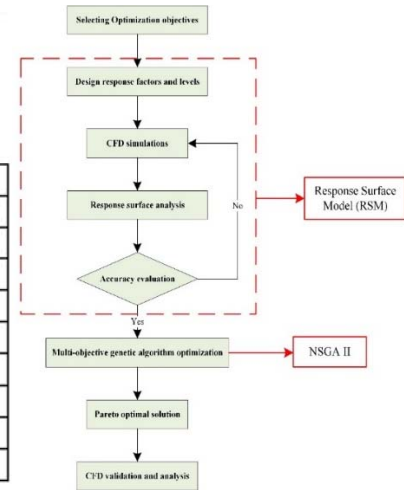 Selecting Optimization objectives
Design response factors and levels
CFD simulations
Response surface analysis
No
Response Surface
Model (RSM)
Accuracy evaluation
Yes
Multi-objective genetic algorithm optimization
NSGA II
Pareto optimal solution
CFD validation and analysis